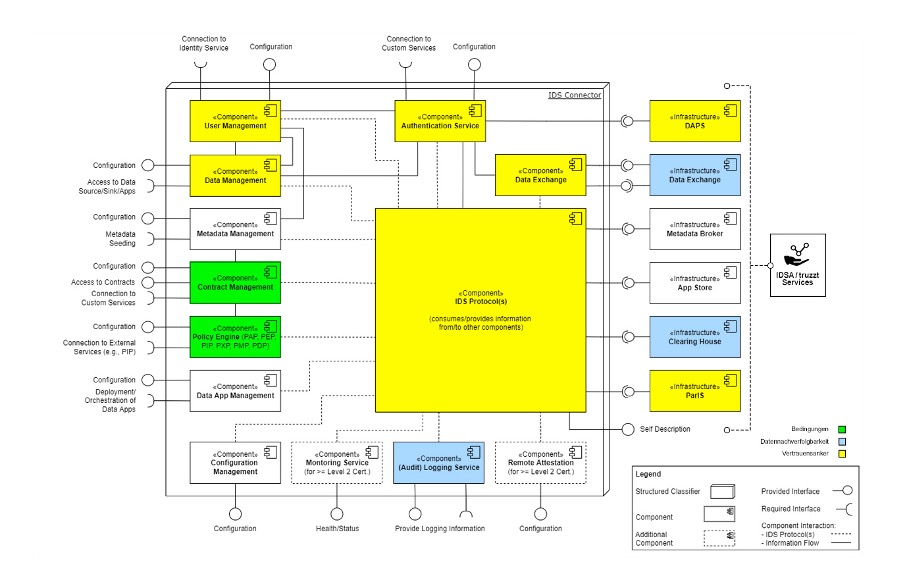 Connection to
Identity Service
Configuration
Connection to
Custom Services
Configuration
IDS Connector
«Component»
User Management
«Component»
Authentication Service
«Infrastructure»
DAPS
Configuration
Access to Data
Source/Sink/Apps
«Component»
Data Management
«Component»
Data Exchange
«Infrastructure»
Data Exchange
Configuration
Metadata
Seeding
«Component»
Metadata Management
«Infrastructure»
Metadata Broker
Configuration
Access to Contracts
Connection to
Custom Services
«Component»
Contract Management
«Component»
IDS Protocol(s)
(consumes/provides information
from/to other components)
«Infrastructure»
App Store
IDSA / truzzt
Services
Configuration
Connection to External
Services (e.g., PIP)
«Component»
Policy Engine (PAP, PEP,
PIP, PXP, PMP, PDP)
«Infrastructure»
Clearing House
Configuration
Deployment/
Orchestration of
Data Apps
«Component»
Data App Management
«Infrastructure»
ParIS
Self Description
«Component»
Configuration
Management
«Component»
Montoring Service
(for >= Level 2 Cert.)
«Component»
(Audit) Logging Service
«Component»
Remote Attestation
(for >= Level 2 Cert.)
Configuration
Health/Status
Provide Logging Information
Configuration
Bedingungen
Datennachverfolgbarkeit
Vertrauensanker
Legend
Structured Classifier
Provided Interface
Component
Required Interface
Additional
Component
Component Interaction:
- IDS Protocol(s)
- Information Flow